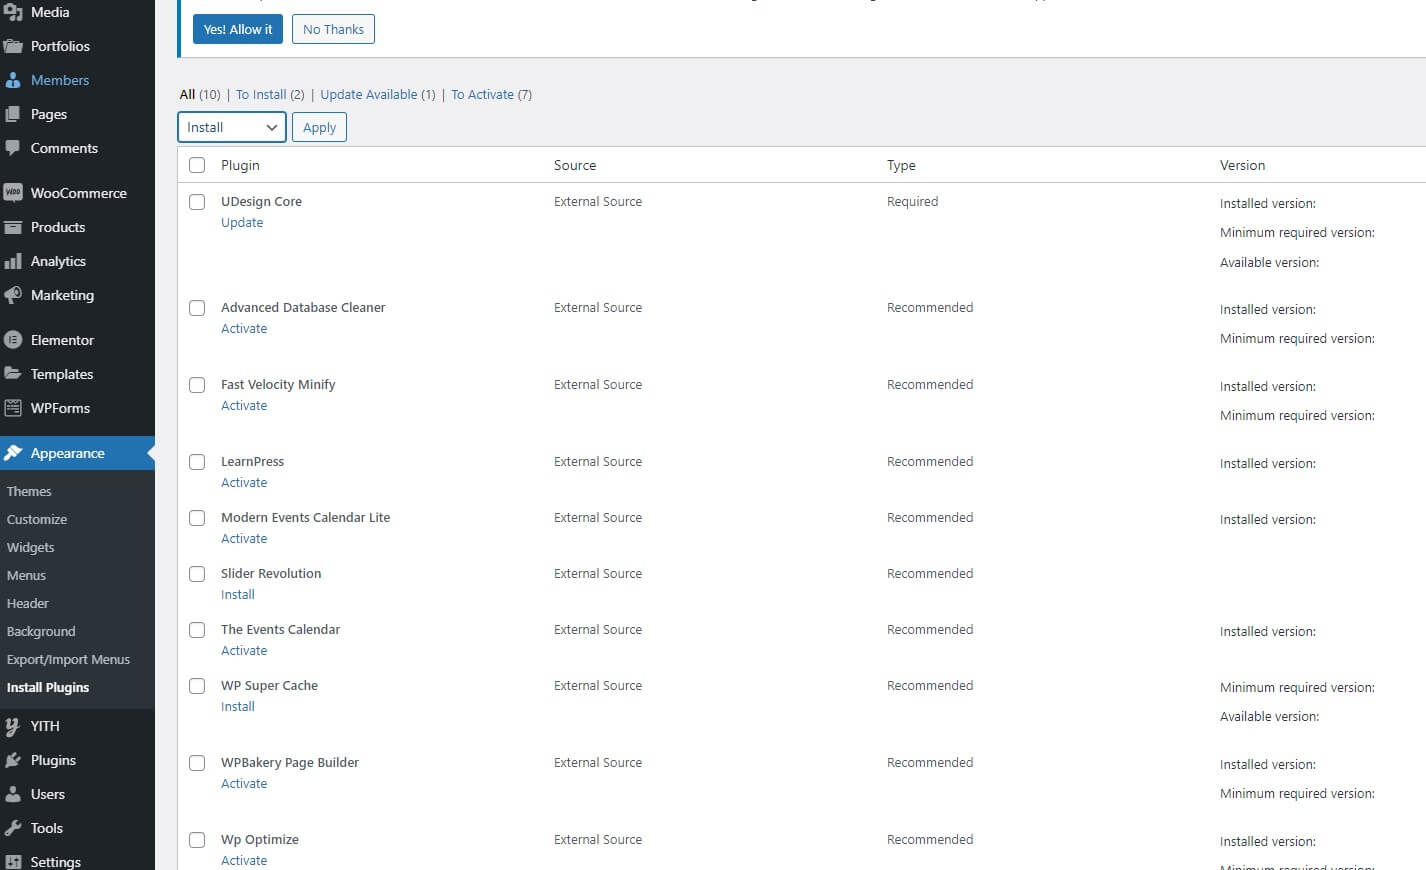 Media
Portfolios
Members
Pages
Comments
WooCommerce
Products
Analytics
Marketing
Elementor
Templates
WPForms
Appearance
Themes
Customize
Widgets
Menus
Header
Background
Export/Import Menus
Install Plugins
YITH
Plugins
Users
Tools
Settings
Yes! Allow it No Thanks
All (10) | To Install (2) | Update Available (1) | To Activate (7)
Install Apply
Plugin Source Type Version
UDesign Core External Source Required Installed version:
Update
Minimum required version:
Available version:
Advanced Database Cleaner External Source Recommended Installed version:
Activate
Minimum required version:
Fast Velocity Minify External Source Recommended Installed version:
Activate
Minimum required version:
LearnPress External Source Recommended Installed version:
Activate
Modern Events Calendar Lite External Source Recommended Installed version:
Activate
Slider Revolution External Source Recommended
Install
The Events Calendar External Source Recommended Installed version:
Activate
WP Super Cache External Source Recommended Minimum required version:
Install
Available version:
WPBakery Page Builder External Source Recommended Installed version:
Activate
Minimum required version:
Wp Optimize External Source Recommended Installed version:
Activate
Minimum required version: